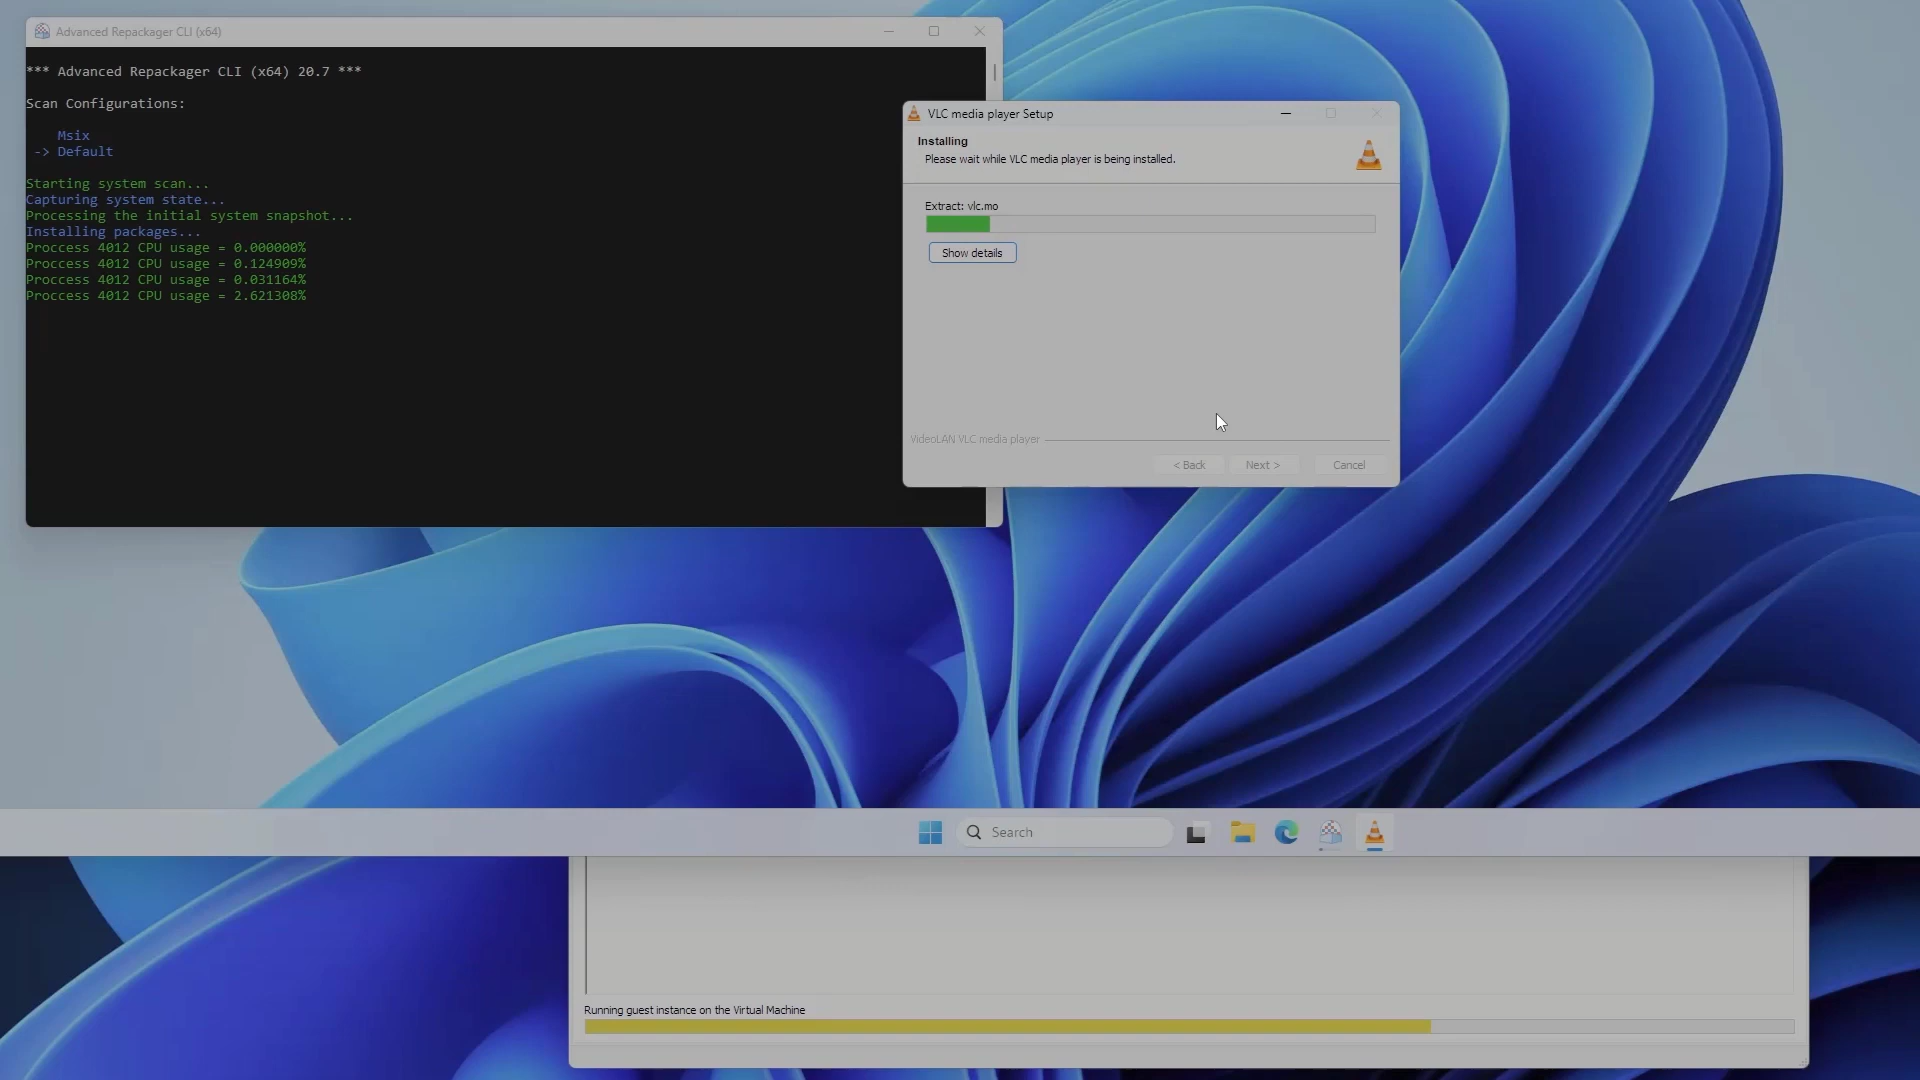 Advanced Repackager CLI (x64)
*** Advanced Repackager CLI (x64) 20.7 ***
Scan Configurations:
Msix
-> Default
Starting system scan...
Capturing system state...
Processing the initial system snapshot...
Installing packages...
Proccess 4012 CPU usage = 0.000000%
Proccess 4012 CPU usage = 0.124909%
Proccess 4012 CPU usage = 0.031164%
Proccess 4012 CPU usage = 2.621308%
VLC media player Setup
Installing
Please wait while VLC media player is being installed.
Extract: vlc.mo
Show details
VideoLAN VLC media player
< Back
Next >
Cancel
Search
Running guest instance on the Virtual Machine